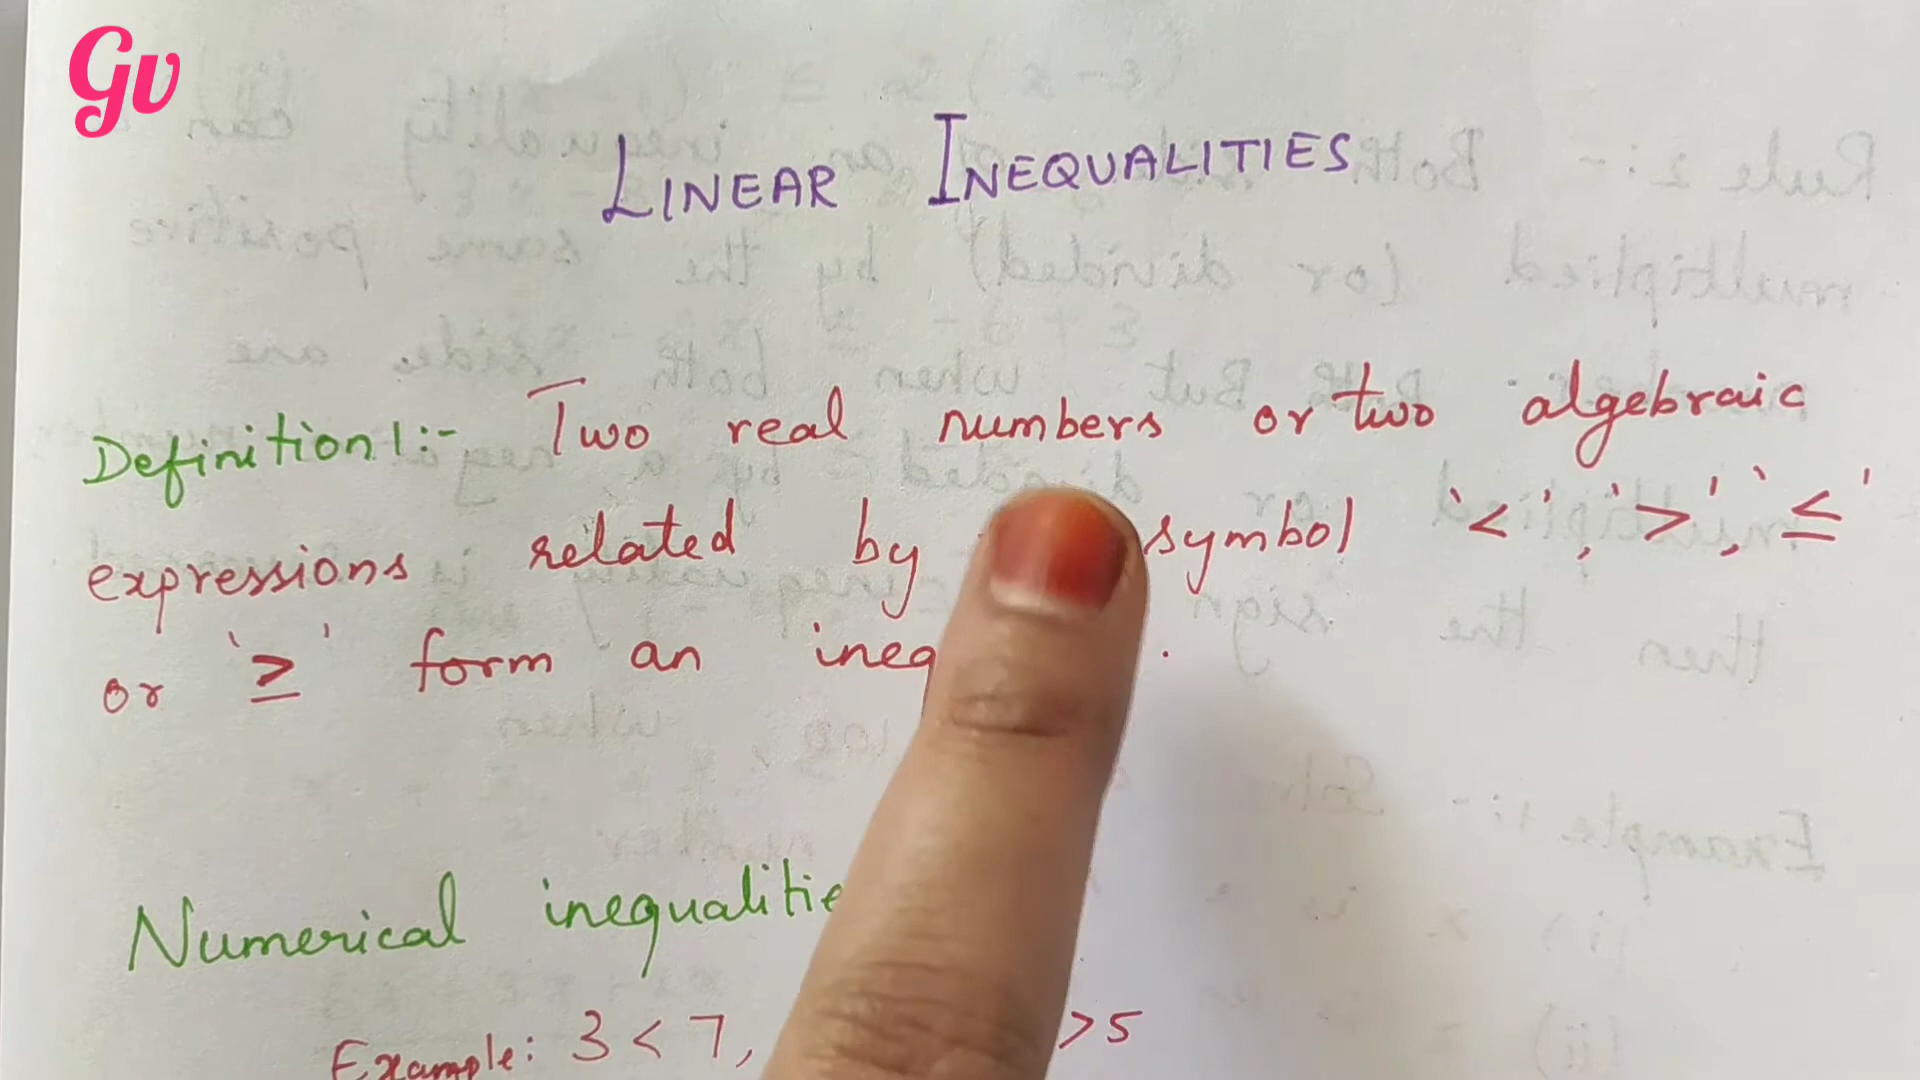 Gv
LINEAR INEQUALITIES
Definition 1:- Two real numbers or two algebraic
expressions related by symbol '<', '>', '≤'
or '≥' form an
Numerical
Example: 3 < 7, > 5